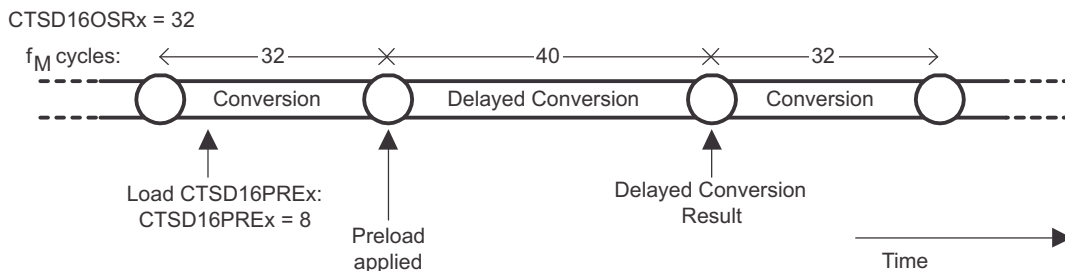 CTSD16OSRx = 32
fM cycles: 32 40 32
Conversion Delayed Conversion Conversion
Load CTSD16PREx:
CTSD16PREx = 8
Preload
applied
Delayed Conversion
Result
Time